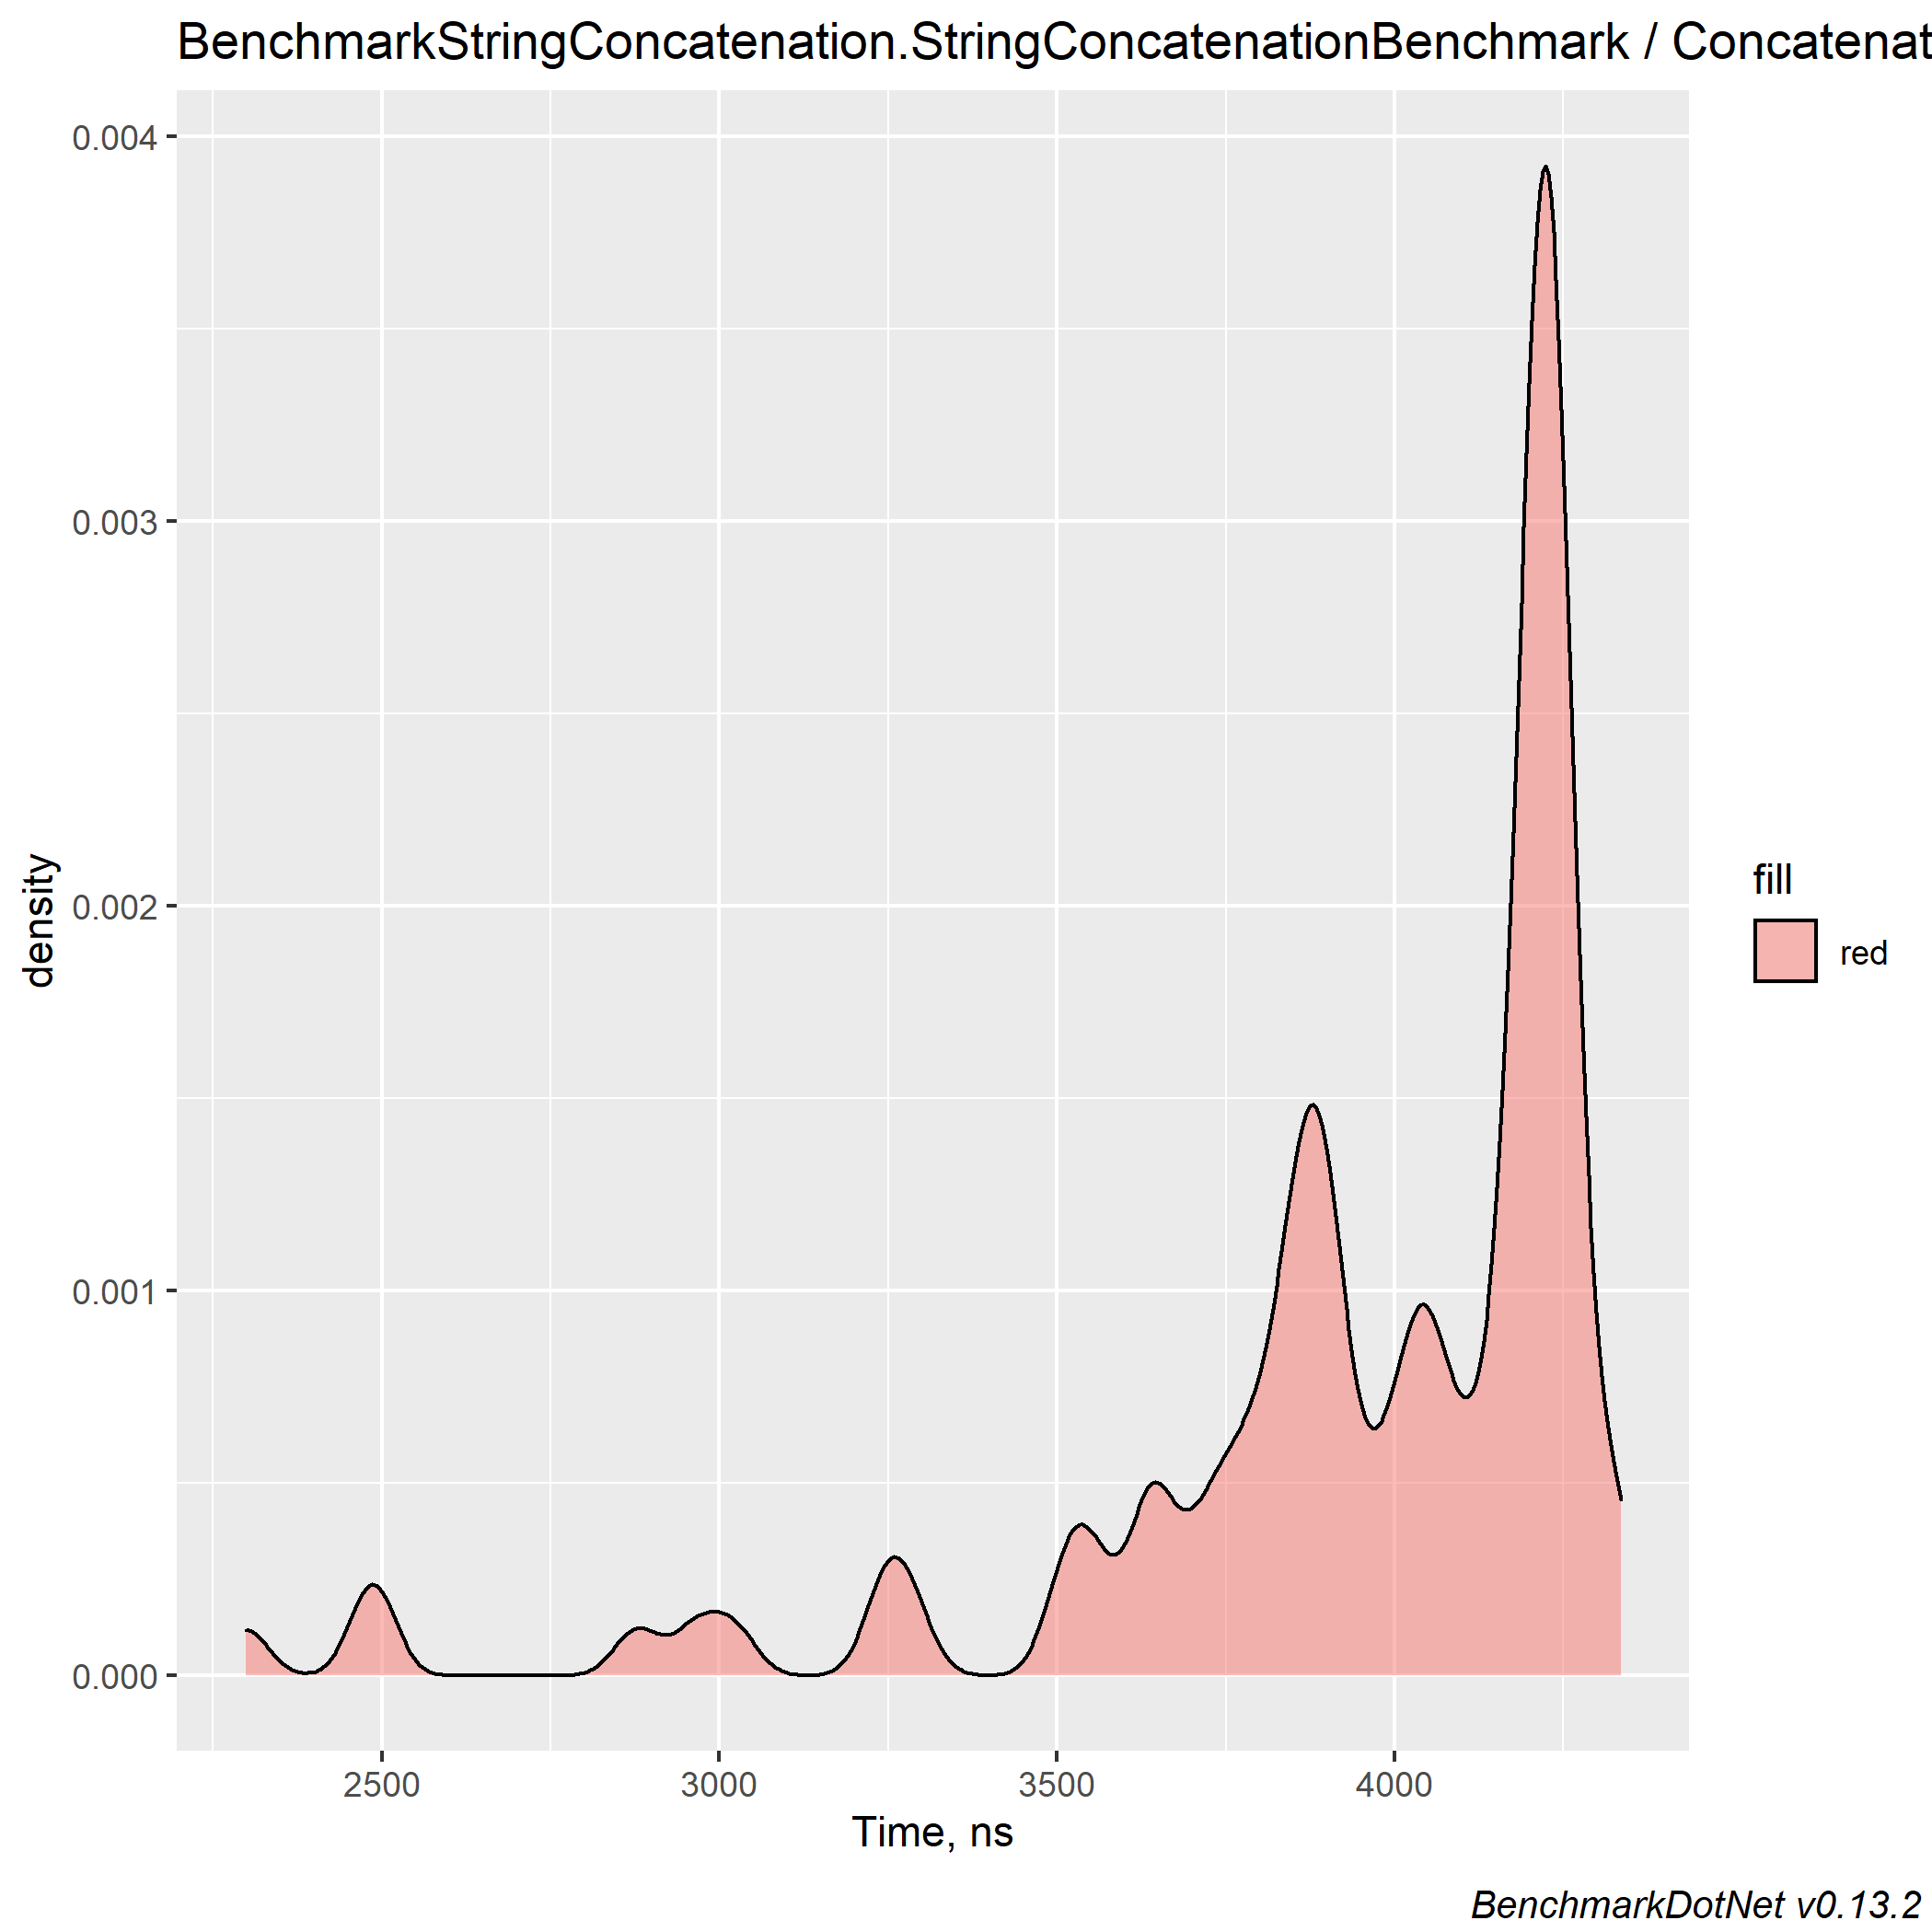 BenchmarkStringConcatenation.StringConcatenationBenchmark / Concatenat
0.004
0.003
0.002
0.001
0.000
density
2500 3000 3500 4000
Time, ns
fill
red
BenchmarkDotNet v0.13.2